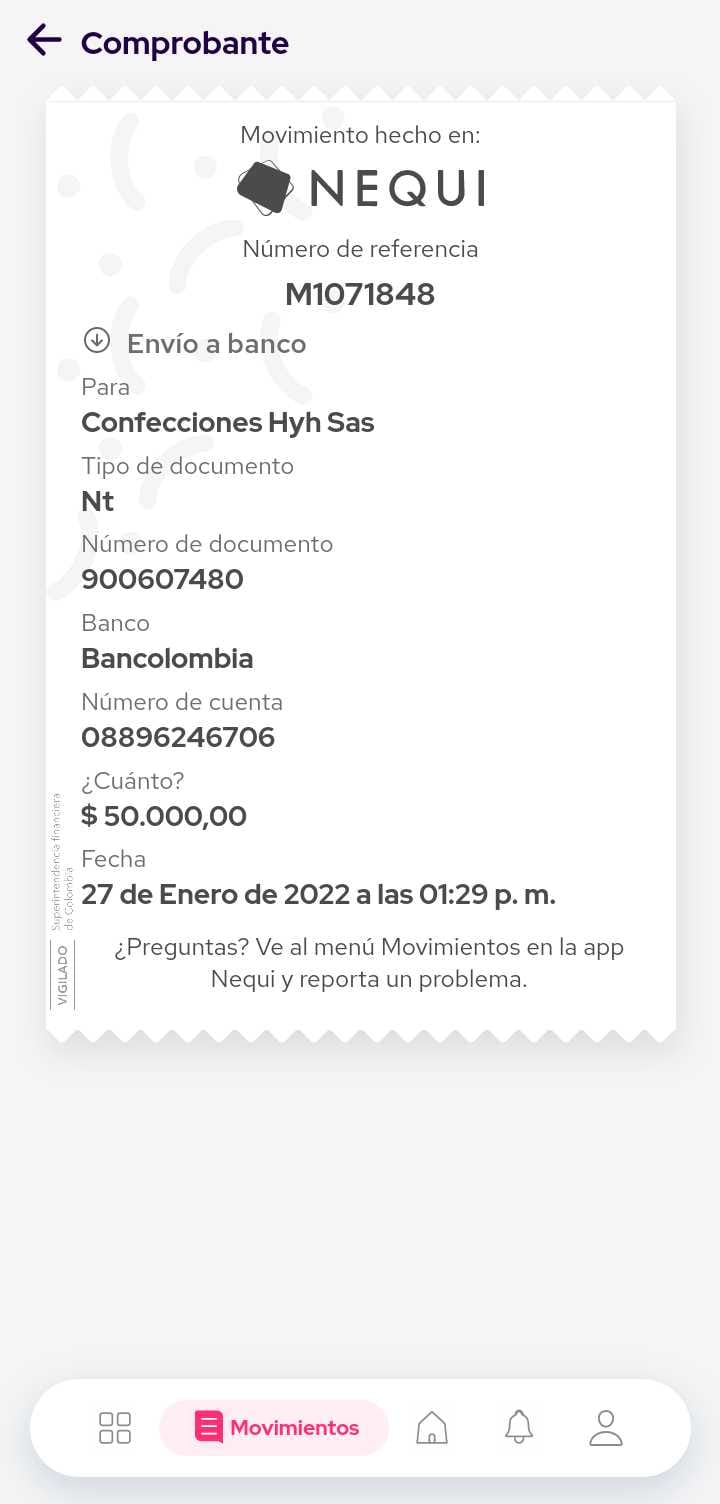 Comprobante
Movimiento hecho en:
NEQUI
Número de referencia
M1071848
Envío a banco
Para
Confecciones Hyh Sas
Tipo de documento
Nt
Número de documento
900607480
Banco
Bancolombia
Número de cuenta
08896246706
¿Cuánto?
$ 50.000,00
Fecha
27 de Enero de 2022 a las 01:29 p. m.
¿Preguntas? Ve al menú Movimientos en la app
Nequi y reporta un problema.
VIGILADO
Superintendencia financiera
de Colombia
Movimientos